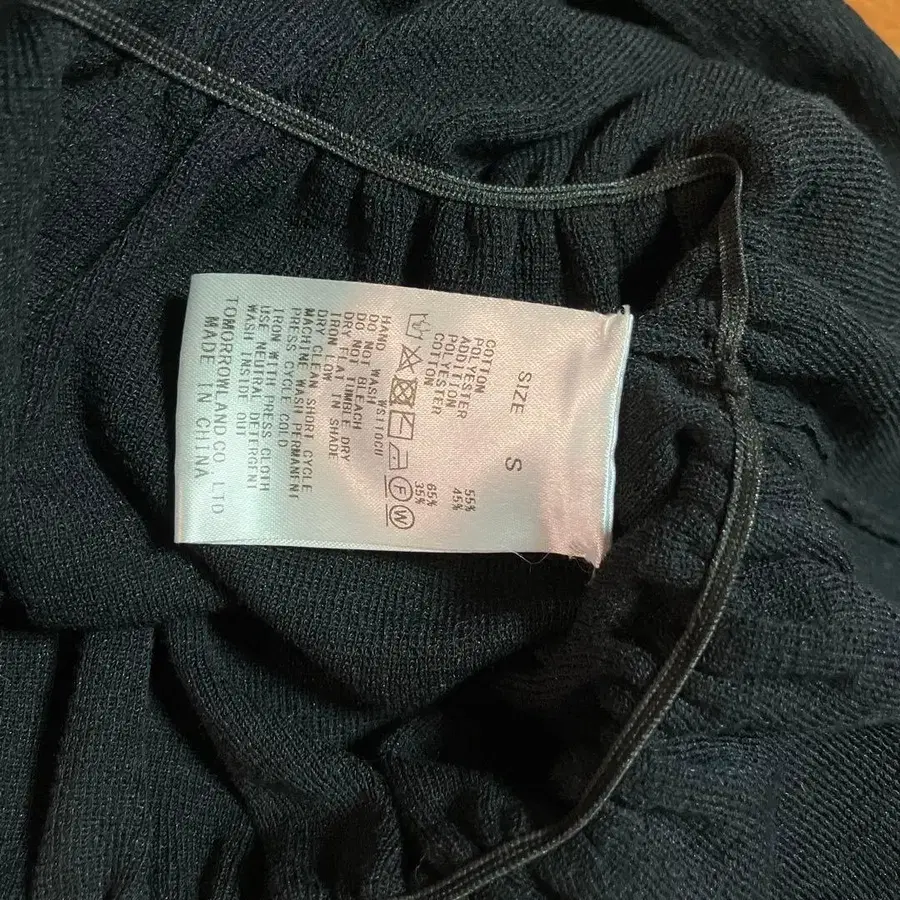 SIZE S
COTTON 55%
POLYESTER 45%
ADDITION
POLYESTER 65%
COTTON 35%
F W
HAND WASH
DO NOT BLEACH
DO NOT TUMBLE DRY
DRY FLAT IN SHADE
IRON LOW
DRY CLEAN SHORT CYCLE
MACHINE WASH PERMANENT
PRESS CYCLE COLD
IRON WITH PRESS CLOTH
USE NEUTRAL DETERGENT
WASH INSIDE OUT
TOMORROWLAND CO., LTD
MADE IN CHINA